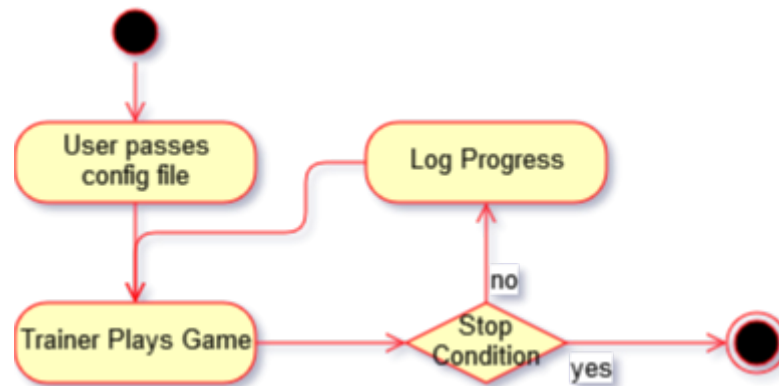 User passes
config file
Log Progress
no
Trainer Plays Game
Stop
Condition
yes